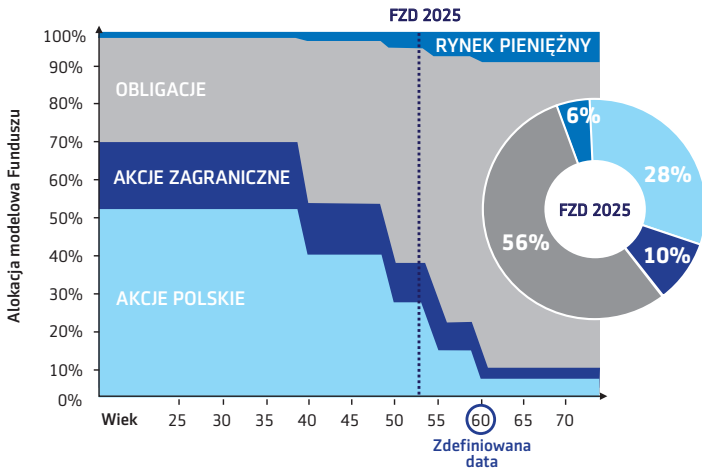 FZD 2025
100%
90%
80%
70%
60%
50%
40%
30%
20%
10%
0%
Alokacja modelowa Funduszu
RYNEK PIENIĘŻNY
OBLIGACJE
AKCJE ZAGRANICZNE
AKCJE POLSKIE
6%
28%
FZD 2025
56%
10%
Wiek 25 30 35 40 45 50 55 60 65 70
Zdefiniowana
data